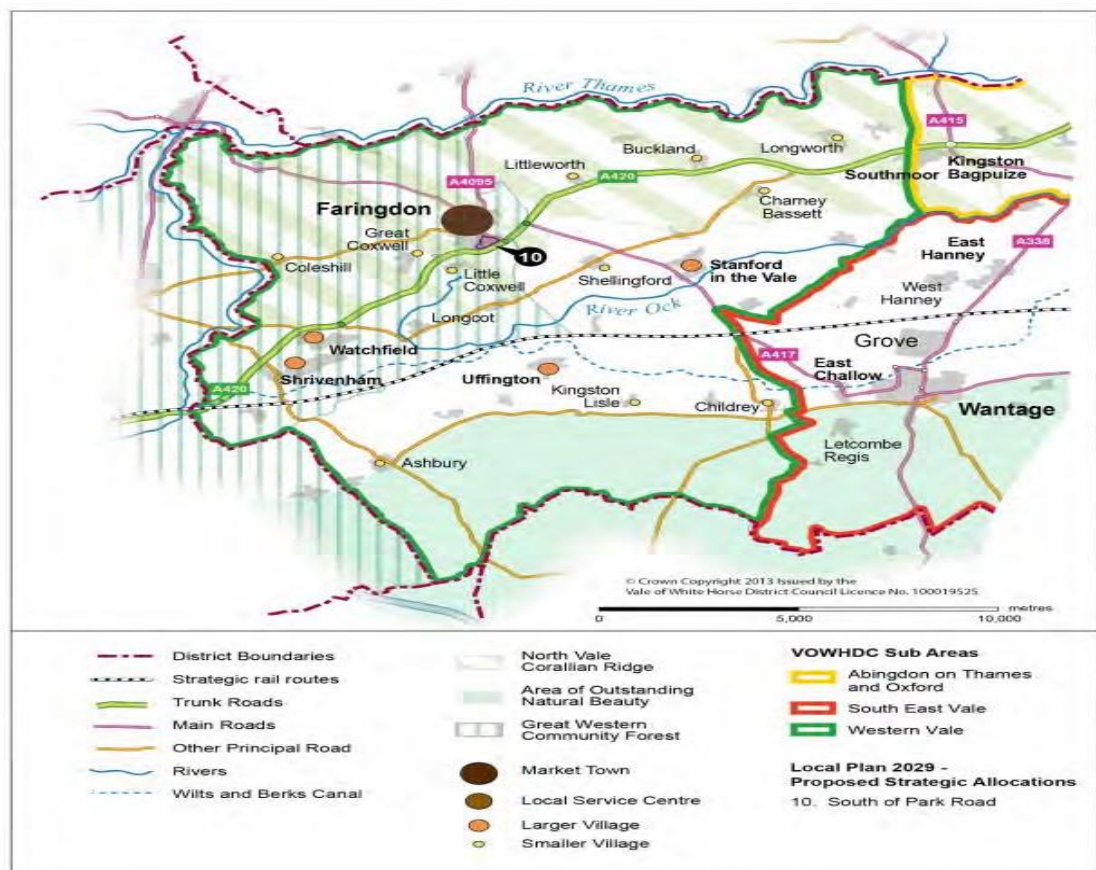 River Thames
A415
Buckland
Longworth
Littleworth
A420
Kingston
Bagpuize
Southmoor
A4095
Faringdon
Charney
Bassett
Great
Coxwell
10
East
Hanney
A338
Coleshill
Little
Coxwell
Shellingford
Stanford
in the Vale
West
Hanney
River Ock
Longcot
Grove
Watchfield
A417
East
Challow
Shrivenham
Uffington
A420
Kingston
Lisle
Childrey
Wantage
Letcombe
Regis
Ashbury
© Crown Copyright 2013 Issued by the
Vale of White Horse District Council Licence No. 100019525
metres
0
5,000
10,000
District Boundaries
Strategic rail routes
Trunk Roads
Main Roads
Other Principal Road
Rivers
Wilts and Berks Canal
North Vale
Corallian Ridge
Area of Outstanding
Natural Beauty
Great Western
Community Forest
Market Town
Local Service Centre
Larger Village
Smaller Village
VOWHDC Sub Areas
Abingdon on Thames
and Oxford
South East Vale
Western Vale
Local Plan 2029 -
Proposed Strategic Allocations
10. South of Park Road